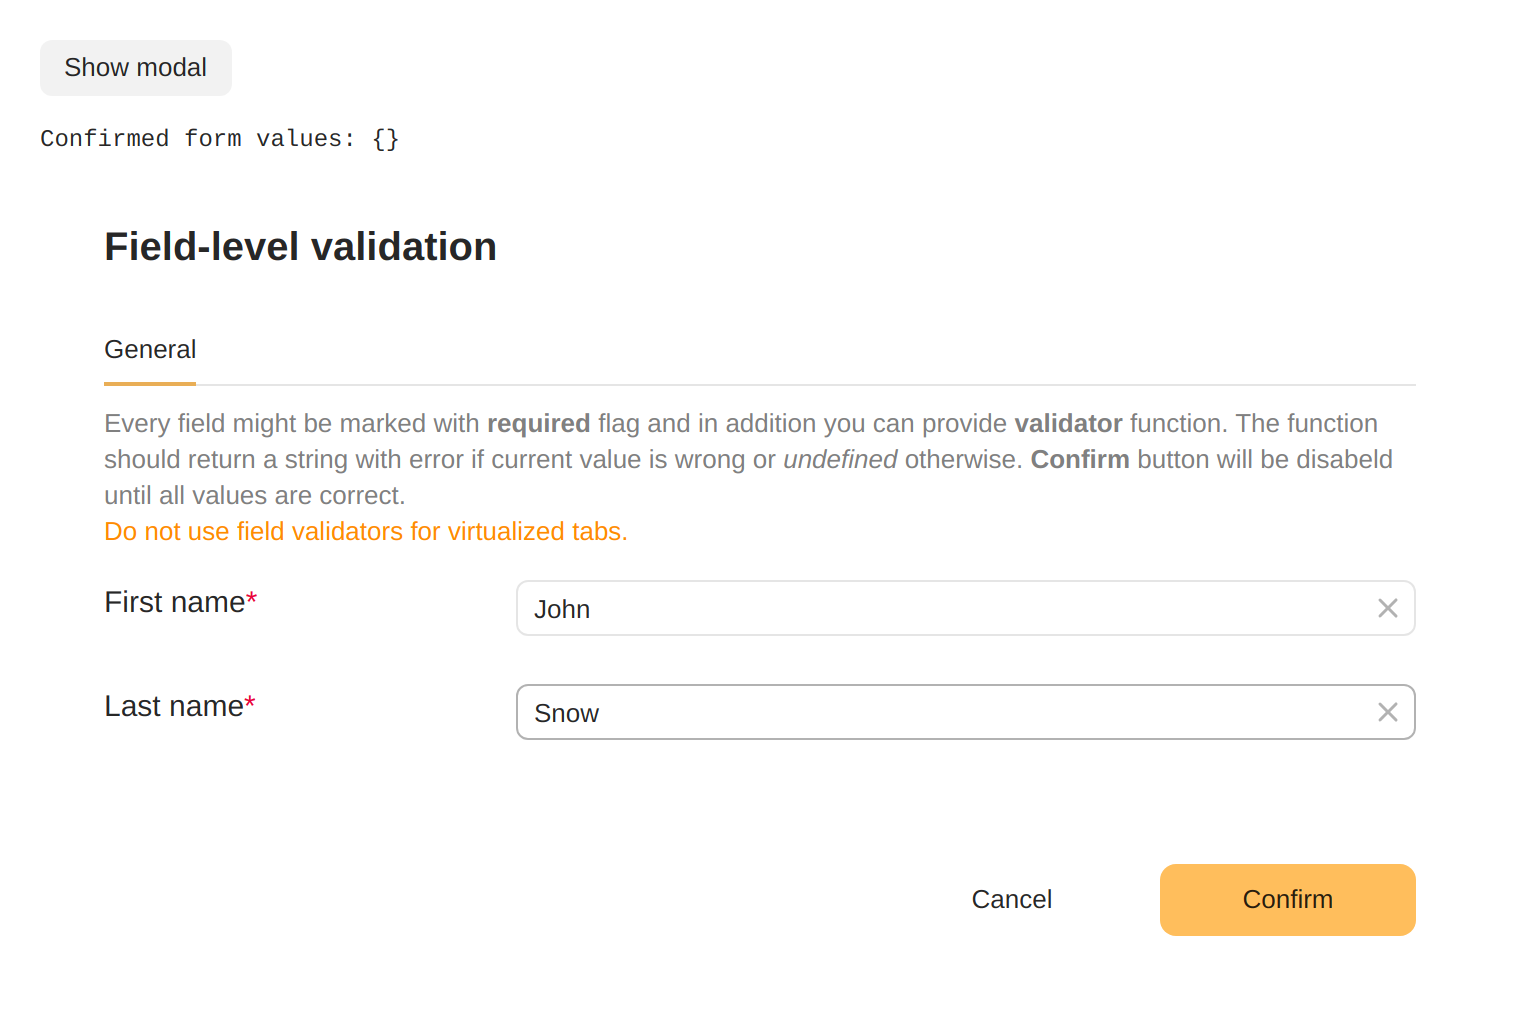 Show modal
Confirmed form values: {}
Field-level validation
General
Every field might be marked with required flag and in addition you can provide validator function. The function
should return a string with error if current value is wrong or undefined otherwise. Confirm button will be disabeld
until all values are correct.
Do not use field validators for virtualized tabs.
First name*
John
Last name*
Snow
Cancel
Confirm